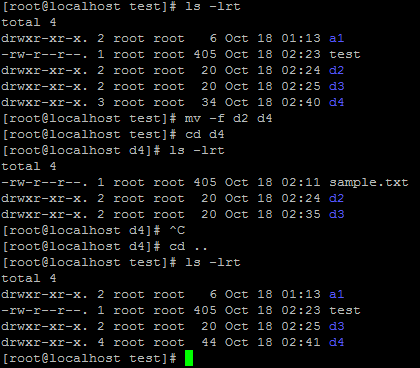 [root@localhost test]# ls -lrt
total 4
drwxr-xr-x. 2 root root   6 Oct 18 01:13 a1
-rw-r--r--. 1 root root 405 Oct 18 02:23 test
drwxr-xr-x. 2 root root  20 Oct 18 02:24 d2
drwxr-xr-x. 2 root root  20 Oct 18 02:25 d3
drwxr-xr-x. 3 root root  34 Oct 18 02:40 d4
[root@localhost test]# mv -f d2 d4
[root@localhost test]# cd d4
[root@localhost d4]# ls -lrt
total 4
-rw-r--r--. 1 root root 405 Oct 18 02:11 sample.txt
drwxr-xr-x. 2 root root  20 Oct 18 02:24 d2
drwxr-xr-x. 2 root root  20 Oct 18 02:35 d3
[root@localhost d4]# ^C
[root@localhost d4]# cd ..
[root@localhost test]# ls -lrt
total 4
drwxr-xr-x. 2 root root   6 Oct 18 01:13 a1
-rw-r--r--. 1 root root 405 Oct 18 02:23 test
drwxr-xr-x. 2 root root  20 Oct 18 02:25 d3
drwxr-xr-x. 4 root root  44 Oct 18 02:41 d4
[root@localhost test]#